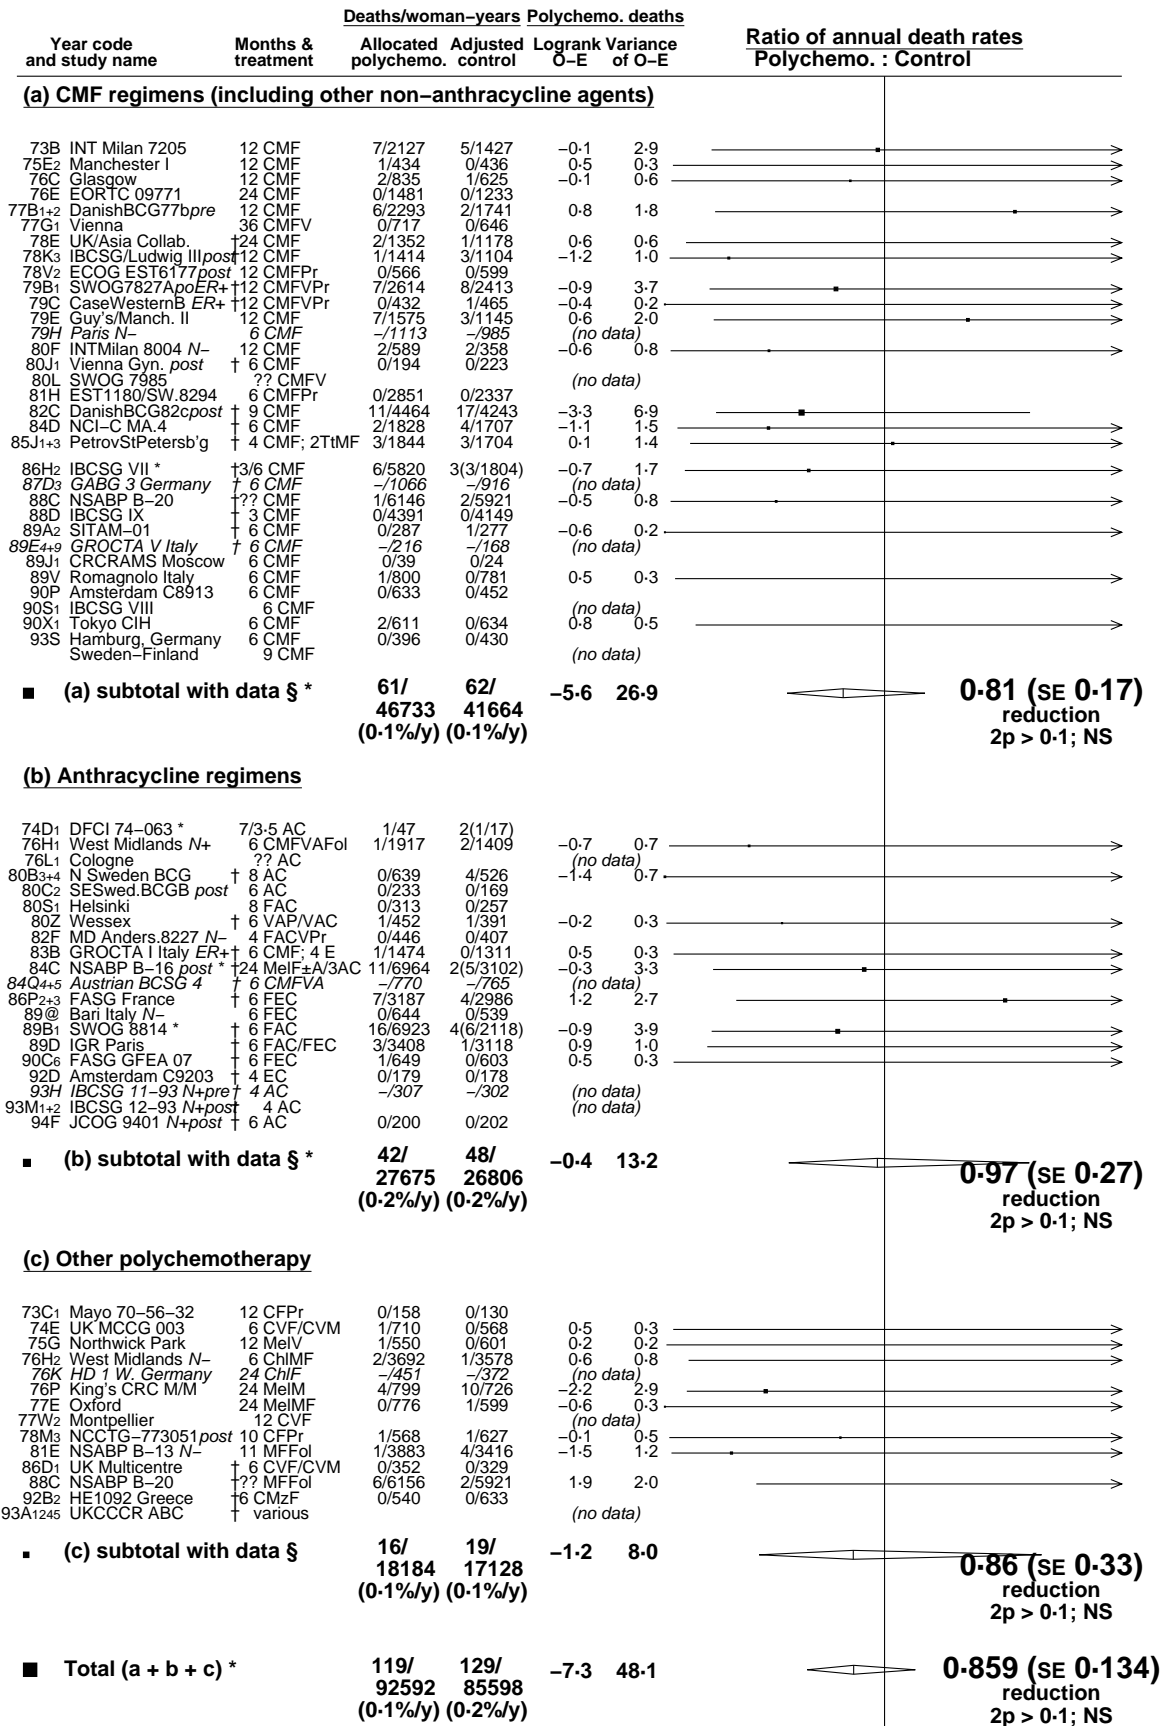 Deaths/woman−years Polychemo. deaths
Year code and study name Months & treatment Allocated polychemo. Adjusted control Logrank O−E Variance of O−E Ratio of annual death rates Polychemo. : Control
(a) CMF regimens (including other non−anthracycline agents)
73B INT Milan 7205 12 CMF 7/2127 5/1427 −0·1 2·9
75E2 Manchester I 12 CMF 1/434 0/436 0·5 0·3
76C Glasgow 12 CMF 2/835 1/625 −0·1 0·6
76E EORTC 09771 24 CMF 0/1481 0/1233
77B1+2 DanishBCG77bpre 12 CMF 6/2293 2/1741 0·8 1·8
77G1 Vienna 36 CMFV 0/717 0/646
78E UK/Asia Collab. †24 CMF 2/1352 1/1178 0·6 0·6
78K3 IBCSG/Ludwig IIIpost †12 CMF 1/1414 3/1104 −1·2 1·0
78V2 ECOG EST6177post 12 CMFPr 0/566 0/599
79B1 SWOG7827ApoER+ †12 CMFVPr 7/2614 8/2413 −0·9 3·7
79C CaseWesternB ER+ †12 CMFVPr 0/432 1/465 −0·4 0·2
79E Guy's/Manch. II 12 CMF 7/1575 3/1145 0·6 2·0
79H Paris N− 6 CMF −/1113 −/985 (no data)
80F INTMilan 8004 N− 12 CMF 2/589 2/358 −0·6 0·8
80J1 Vienna Gyn. post † 6 CMF 0/194 0/223
80L SWOG 7985 ?? CMFV (no data)
81H EST1180/SW.8294 6 CMFPr 0/2851 0/2337
82C DanishBCG82cpost † 9 CMF 11/4464 17/4243 −3·3 6·9
84D NCI−C MA.4 † 6 CMF 2/1828 4/1707 −1·1 1·5
85J1+3 PetrovStPetersb'g † 4 CMF; 2TtMF 3/1844 3/1704 0·1 1·4
86H2 IBCSG VII * †3/6 CMF 6/5820 3(3/1804) −0·7 1·7
87D3 GABG 3 Germany † 6 CMF −/1066 −/916 (no data)
88C NSABP B−20 †?? CMF 1/6146 2/5921 −0·5 0·8
88D IBCSG IX † 3 CMF 0/4391 0/4149
89A2 SITAM−01 † 6 CMF 0/287 1/277 −0·6 0·2
89E4+9 GROCTA V Italy † 6 CMF −/216 −/168 (no data)
89J1 CRCRAMS Moscow 6 CMF 0/39 0/24
89V Romagnolo Italy 6 CMF 1/800 0/781 0·5 0·3
90P Amsterdam C8913 6 CMF 0/633 0/452
90S1 IBCSG VIII 6 CMF (no data)
90X1 Tokyo CIH 6 CMF 2/611 0/634 0·8 0·5
93S Hamburg, Germany 6 CMF 0/396 0/430
Sweden−Finland 9 CMF (no data)
(a) subtotal with data § * 61/ 46733 (0·1%/y) 62/ 41664 (0·1%/y) −5·6 26·9 0·81 (SE 0·17) reduction 2p > 0·1; NS
(b) Anthracycline regimens
74D1 DFCI 74−063 * 7/3·5 AC 1/47 2(1/17)
76H1 West Midlands N+ 6 CMFVAFol 1/1917 2/1409 −0·7 0·7
76L1 Cologne ?? AC (no data)
80B3+4 N Sweden BCG † 8 AC 0/639 4/526 −1·4 0·7
80C2 SESwed.BCGB post 6 AC 0/233 0/169
80S1 Helsinki 8 FAC 0/313 0/257
80Z Wessex † 6 VAP/VAC 1/452 1/391 −0·2 0·3
82F MD Anders.8227 N− 4 FACVPr 0/446 0/407
83B GROCTA I Italy ER+ † 6 CMF; 4 E 1/1474 0/1311 0·5 0·3
84C NSABP B−16 post * †24 MelF±A/3AC 11/6964 2(5/3102) −0·3 3·3
84Q4+5 Austrian BCSG 4 † 6 CMFVA −/770 −/765 (no data)
86P2+3 FASG France † 6 FEC 7/3187 4/2986 1·2 2·7
89@ Bari Italy N− 6 FEC 0/644 0/539
89B1 SWOG 8814 * † 6 FAC 16/6923 4(6/2118) −0·9 3·9
89D IGR Paris † 6 FAC/FEC 3/3408 1/3118 0·9 1·0
90C6 FASG GFEA 07 † 6 FEC 1/649 0/603 0·5 0·3
92D Amsterdam C9203 † 4 EC 0/179 0/178
93H IBCSG 11−93 N+pre † 4 AC −/307 −/302 (no data)
93M1+2 IBCSG 12−93 N+post † 4 AC (no data)
94F JCOG 9401 N+post † 6 AC 0/200 0/202
(b) subtotal with data § * 42/ 27675 (0·2%/y) 48/ 26806 (0·2%/y) −0·4 13·2 0·97 (SE 0·27) reduction 2p > 0·1; NS
(c) Other polychemotherapy
73C1 Mayo 70−56−32 12 CFPr 0/158 0/130
74E UK MCCG 003 6 CVF/CVM 1/710 0/568 0·5 0·3
75G Northwick Park 12 MelV 1/550 0/601 0·2 0·2
76H2 West Midlands N− 6 ChlMF 2/3692 1/3578 0·6 0·8
76K HD 1 W. Germany 24 ChlF −/451 −/372 (no data)
76P King's CRC M/M 24 MelM 4/799 10/726 −2·2 2·9
77E Oxford 24 MelMF 0/776 1/599 −0·6 0·3
77W2 Montpellier 12 CVF (no data)
78M3 NCCTG−773051post 10 CFPr 1/568 1/627 −0·1 0·5
81E NSABP B−13 N− 11 MFFol 1/3883 4/3416 −1·5 1·2
86D1 UK Multicentre † 6 CVF/CVM 0/352 0/329
88C NSABP B−20 †?? MFFol 6/6156 2/5921 1·9 2·0
92B2 HE1092 Greece †6 CMzF 0/540 0/633
93A1245 UKCCCR ABC † various (no data)
(c) subtotal with data § 16/ 18184 (0·1%/y) 19/ 17128 (0·1%/y) −1·2 8·0 0·86 (SE 0·33) reduction 2p > 0·1; NS
Total (a + b + c) * 119/ 92592 (0·1%/y) 129/ 85598 (0·2%/y) −7·3 48·1 0·859 (SE 0·134) reduction 2p > 0·1; NS